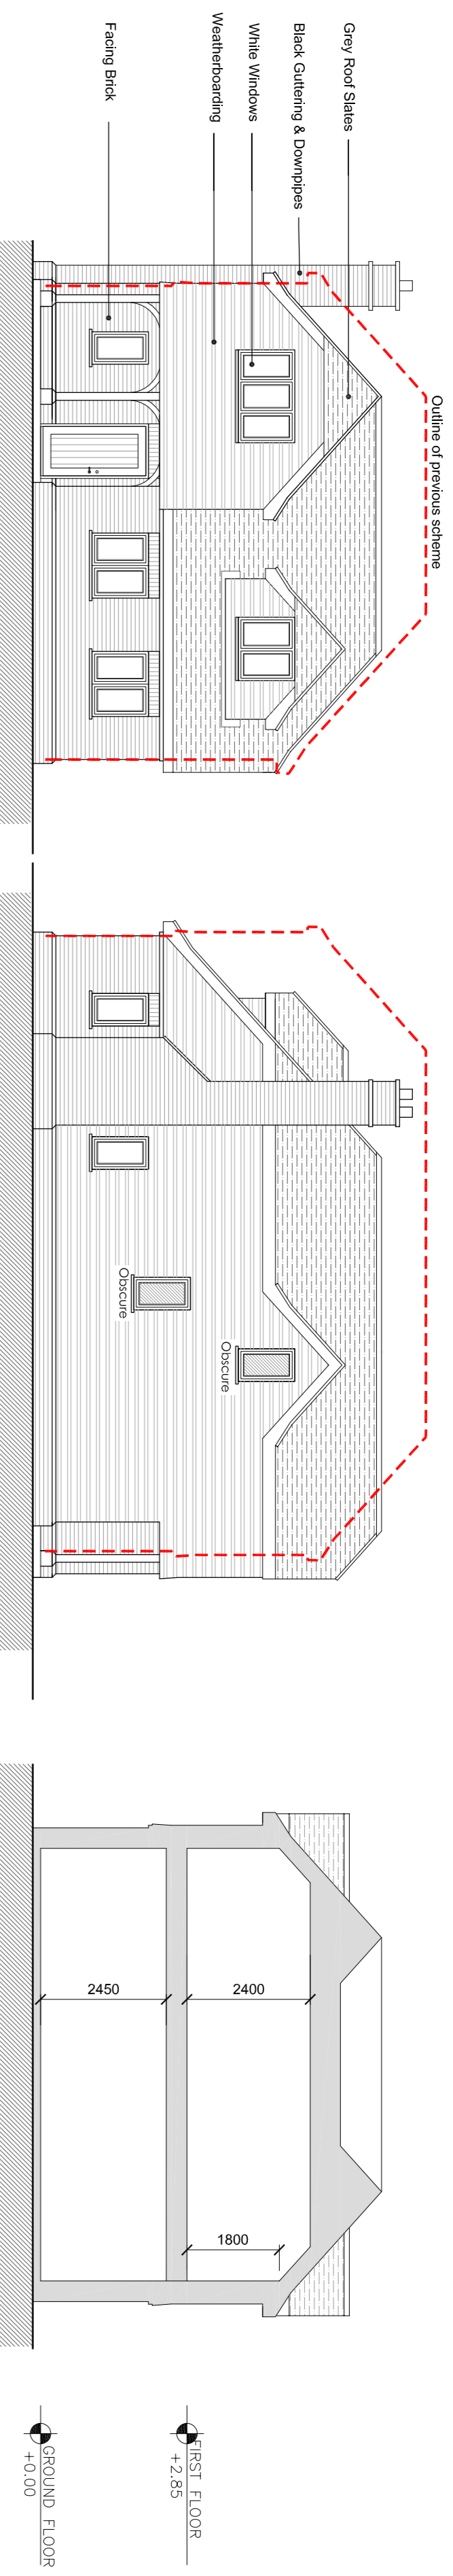 Grey Roof Slates
Black Guttering & Downpipes
White Windows
Weatherboarding
Facing Brick
Outline of previous scheme
Obscure
Obscure
2450
2400
1800
FIRST FLOOR
+2.85
GROUND FLOOR
+0.00